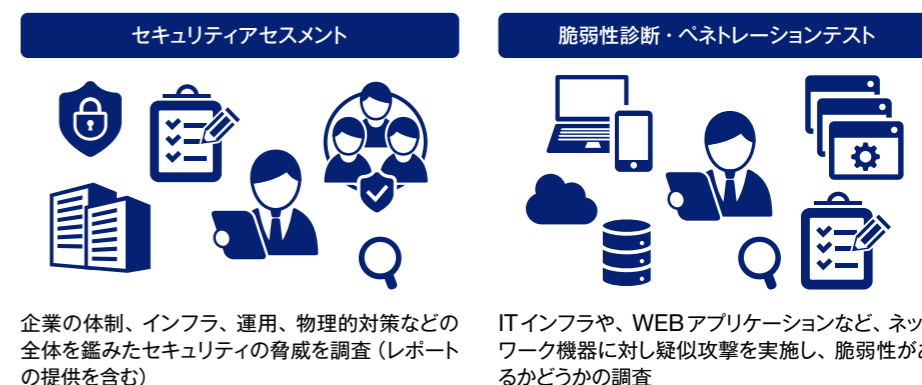 セキュリティアセスメント
企業の体制、インフラ、運用、物理的対策などの
全体を鑑みたセキュリティの脅威を調査（レポート
の提供を含む）
脆弱性診断・ペネトレーションテスト
ITインフラや、WEBアプリケーションなど、ネッ
ワーク機器に対し疑似攻撃を実施し、脆弱性があ
るかどうかの調査